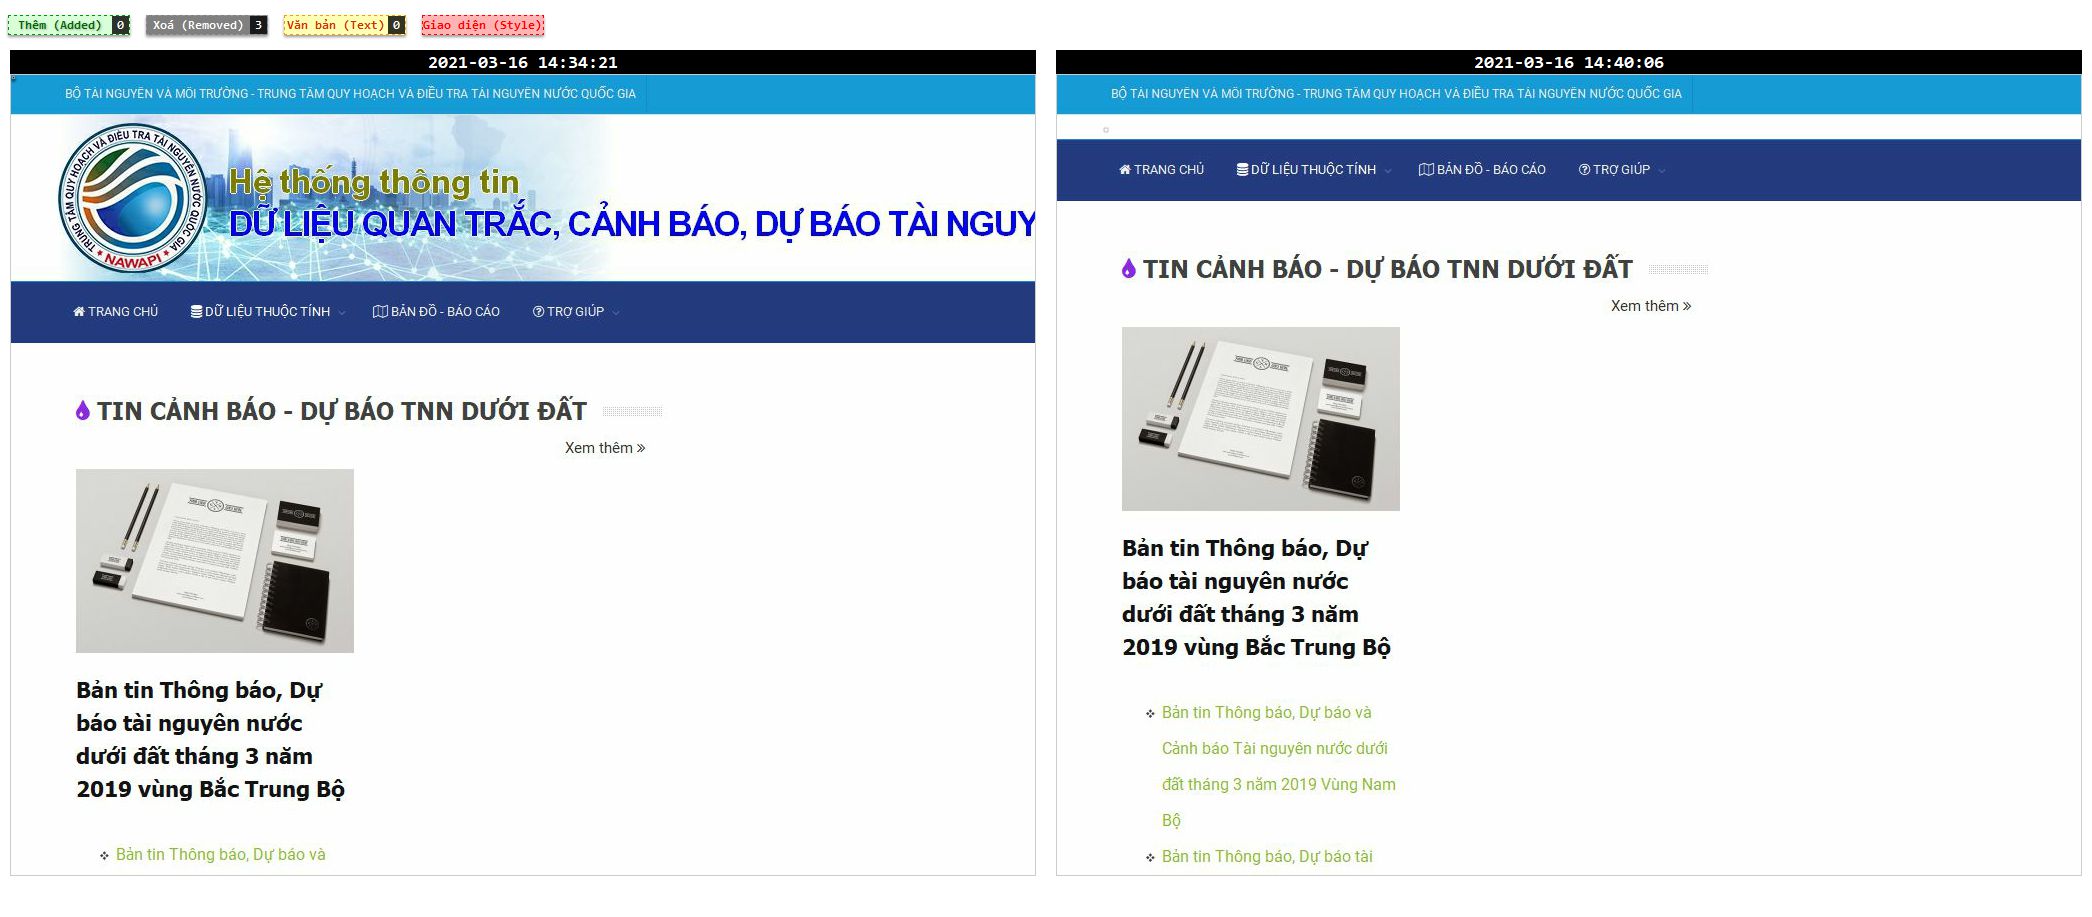 Thêm (Added) 0
Xoá (Removed) 3
Văn bản (Text) 0
Giao diện (Style)
2021-03-16 14:34:21
BỘ TÀI NGUYÊN VÀ MÔI TRƯỜNG - TRUNG TÂM QUY HOẠCH VÀ ĐIỀU TRA TÀI NGUYÊN NƯỚC QUỐC GIA
TRUNG TÂM QUY HOẠCH VÀ ĐIỀU TRA TÀI NGUYÊN NƯỚC QUỐC GIA
NAWAPI
Hệ thống thông tin
DỮ LIỆU QUAN TRẮC, CẢNH BÁO, DỰ BÁO TÀI NGUY
TRANG CHỦ
DỮ LIỆU THUỘC TÍNH
BẢN ĐỒ - BÁO CÁO
TRỢ GIÚP
TIN CẢNH BÁO - DỰ BÁO TNN DƯỚI ĐẤT
Xem thêm »
Bản tin Thông báo, Dự
báo tài nguyên nước
dưới đất tháng 3 năm
2019 vùng Bắc Trung Bộ
Bản tin Thông báo, Dự báo và
2021-03-16 14:40:06
BỘ TÀI NGUYÊN VÀ MÔI TRƯỜNG - TRUNG TÂM QUY HOẠCH VÀ ĐIỀU TRA TÀI NGUYÊN NƯỚC QUỐC GIA
TRANG CHỦ
DỮ LIỆU THUỘC TÍNH
BẢN ĐỒ - BÁO CÁO
TRỢ GIÚP
TIN CẢNH BÁO - DỰ BÁO TNN DƯỚI ĐẤT
Xem thêm »
Bản tin Thông báo, Dự
báo tài nguyên nước
dưới đất tháng 3 năm
2019 vùng Bắc Trung Bộ
Bản tin Thông báo, Dự báo và
Cảnh báo Tài nguyên nước dưới
đất tháng 3 năm 2019 Vùng Nam
Bộ
Bản tin Thông báo, Dự báo tài